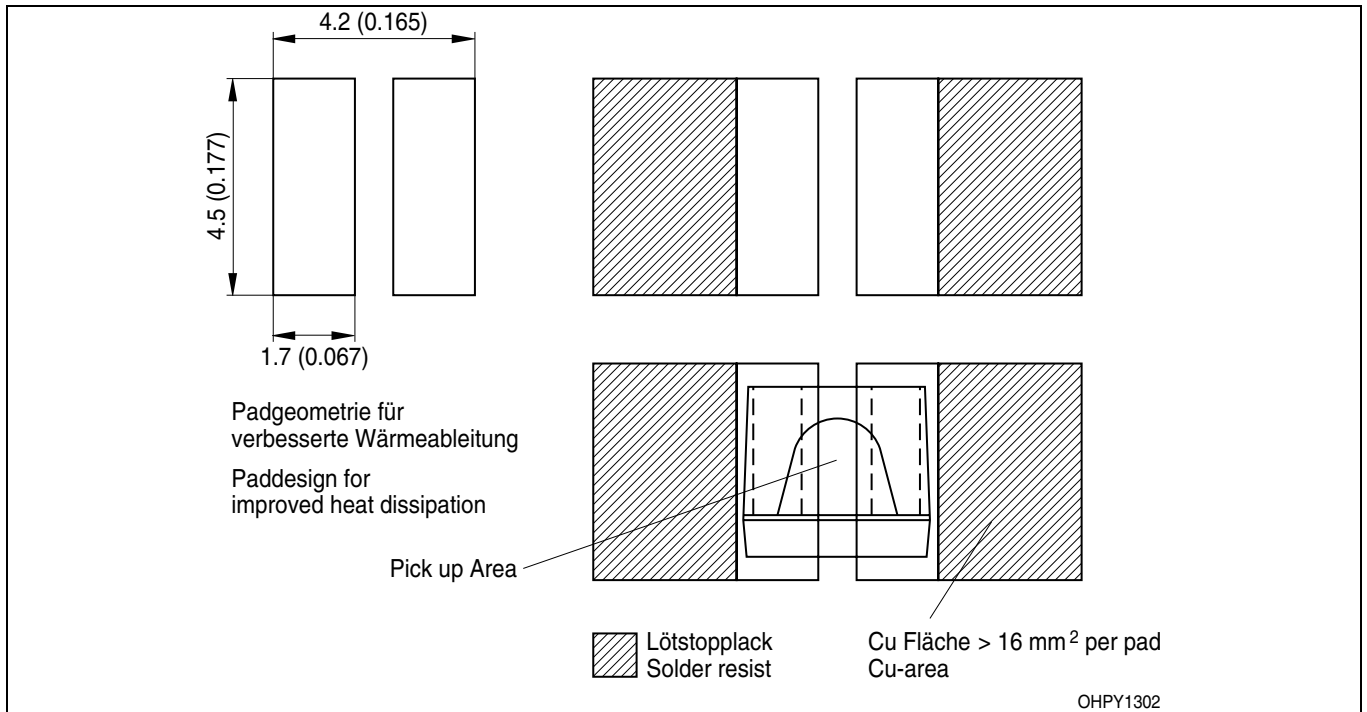 4.2 (0.165)
4.5 (0.177)
1.7 (0.067)
Padgeometrie für
verbesserte Wärmeableitung
Paddesign for
improved heat dissipation
Pick up Area
Lötstopplack
Solder resist
Cu Fläche > 16 mm² per pad
Cu-area
OHPY1302